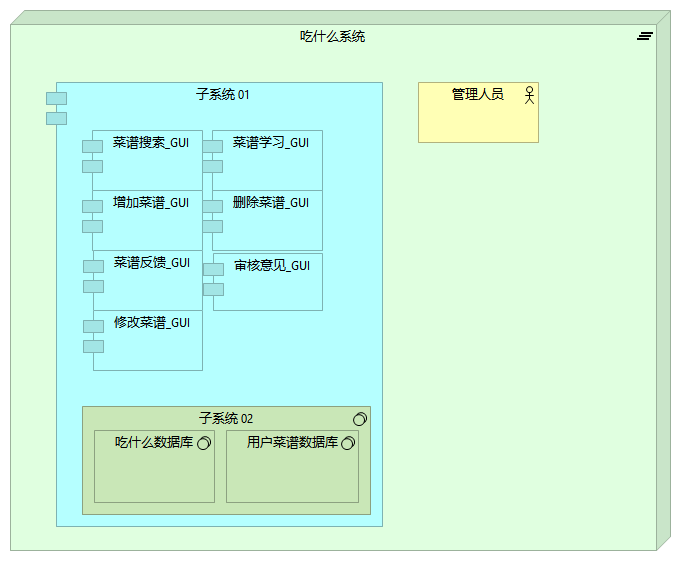 吃什么系统
子系统 01
管理人员
菜谱搜索_GUI
菜谱学习_GUI
增加菜谱_GUI
删除菜谱_GUI
菜谱反馈_GUI
审核意见_GUI
修改菜谱_GUI
子系统 02
吃什么数据库
用户菜谱数据库